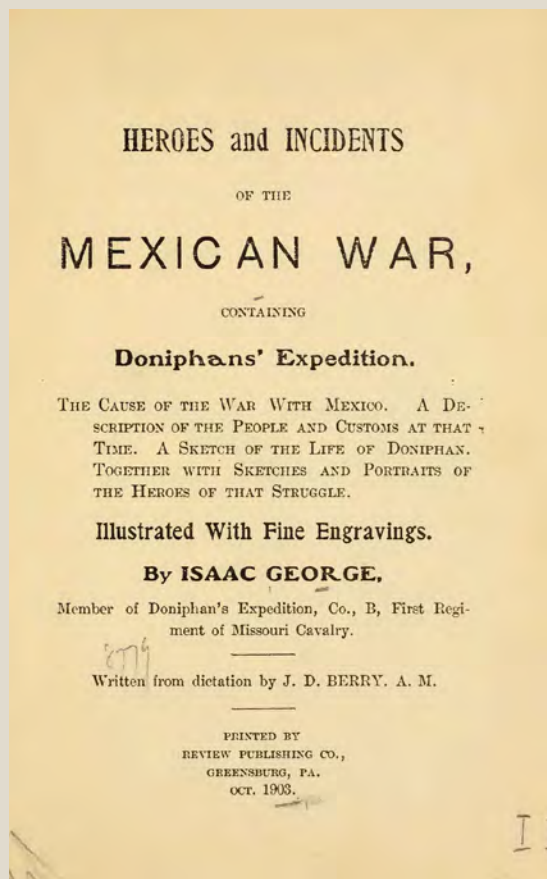 HEROES and INCIDENTS
OF THE
MEXICAN WAR,
CONTAINING
Doniphans' Expedition.
THE CAUSE OF THE WAR WITH MEXICO. A DE-
SCRIPTION OF THE PEOPLE AND CUSTOMS AT THAT
TIME. A SKETCH OF THE LIFE OF DONIPHAN.
TOGETHER WITH SKETCHES AND PORTRAITS OF
THE HEROES OF THAT STRUGGLE.
Illustrated With Fine Engravings.
By ISAAC GEORGE,
Member of Doniphan's Expedition, Co., B, First Regi-
ment of Missouri Cavalry.
Written from dictation by J. D. BERRY. A. M.
PRINTED BY
REVIEW PUBLISHING CO.,
GREENSBURG, PA.
OCT. 1903.
I